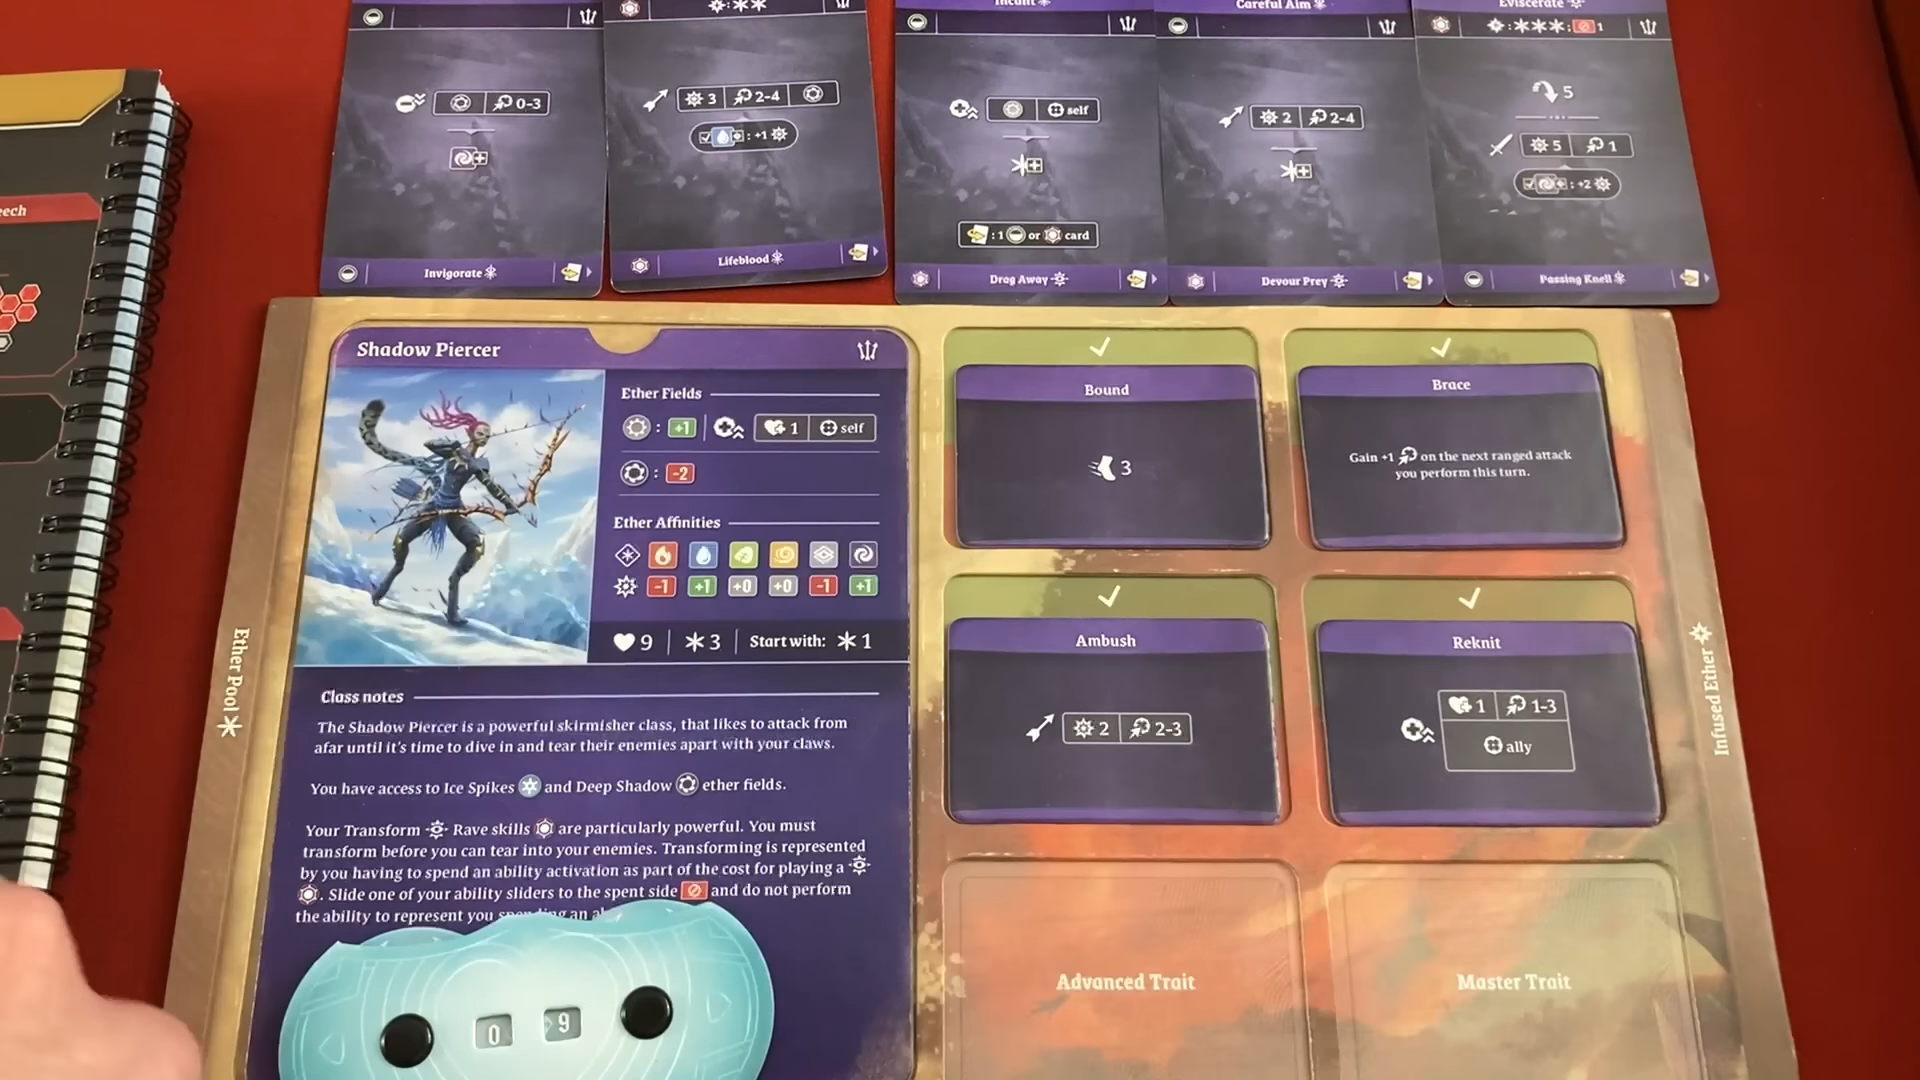 Incant
Careful Aim
Eviscerate
: 1
0-3
3
2-4
: +1
self
: 1 or card
2
2-4
5
5
1
: +2
Invigorate
Lifeblood
Drag Away
Devour Prey
Passing Knell
eech
Shadow Piercer
Ether Fields
: +1
1
self
: -2
Ether Affinities
-1 +1 +0 +0 -1 +1
9
3
Start with: 1
Class notes
The Shadow Piercer is a powerful skirmisher class, that likes to attack from
afar until it's time to dive in and tear their enemies apart with your claws.
You have access to Ice Spikes and Deep Shadow ether fields.
Your Transform Rave skills are particularly powerful. You must
transform before you can tear into your enemies. Transforming is represented
by you having to spend an ability activation as part of the cost for playing a
. Slide one of your ability sliders to the spent side and do not perform
the ability to represent you spending an
0 9
Bound
3
Brace
Gain +1 on the next ranged attack
you perform this turn.
Ambush
2
2-3
Reknit
1
1-3
ally
Advanced Trait
Master Trait
Ether Pool
Infused Ether